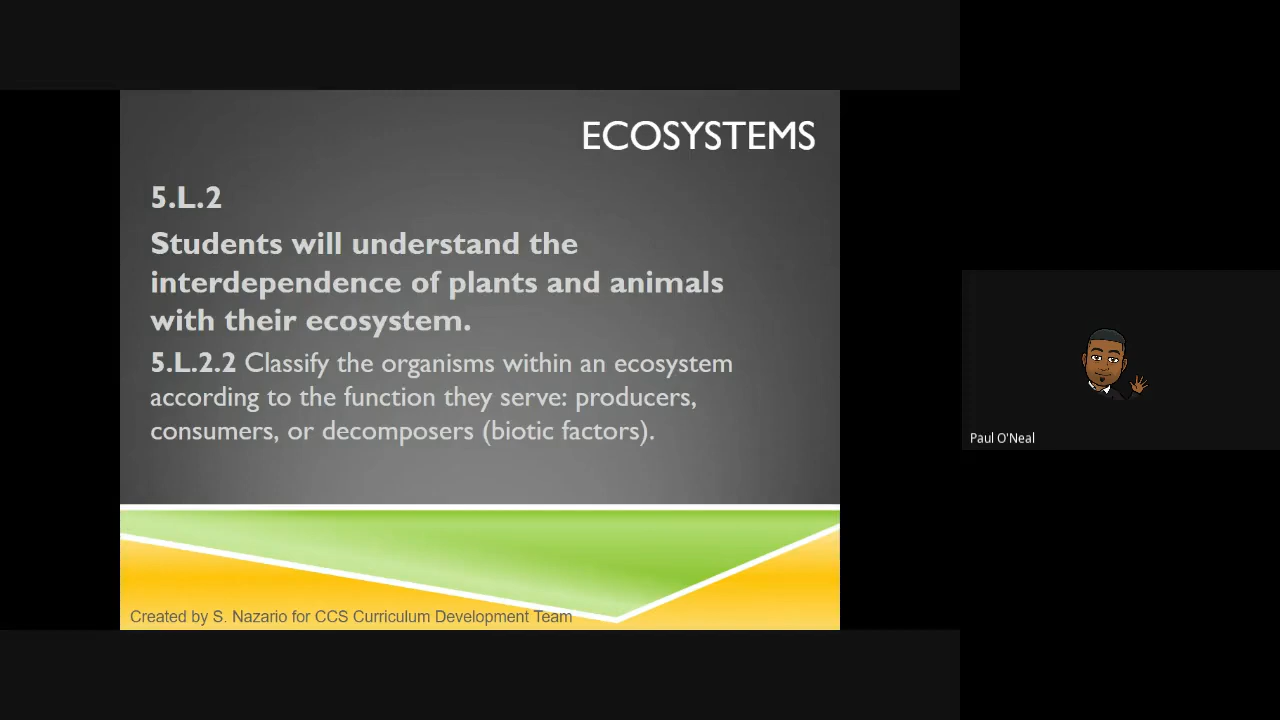 ECOSYSTEMS
5.L.2
Students will understand the
interdependence of plants and animals
with their ecosystem.
5.L.2.2 Classify the organisms within an ecosystem
according to the function they serve: producers,
consumers, or decomposers (biotic factors).
Created by S. Nazario for CCS Curriculum Development Team
Paul O'Neal